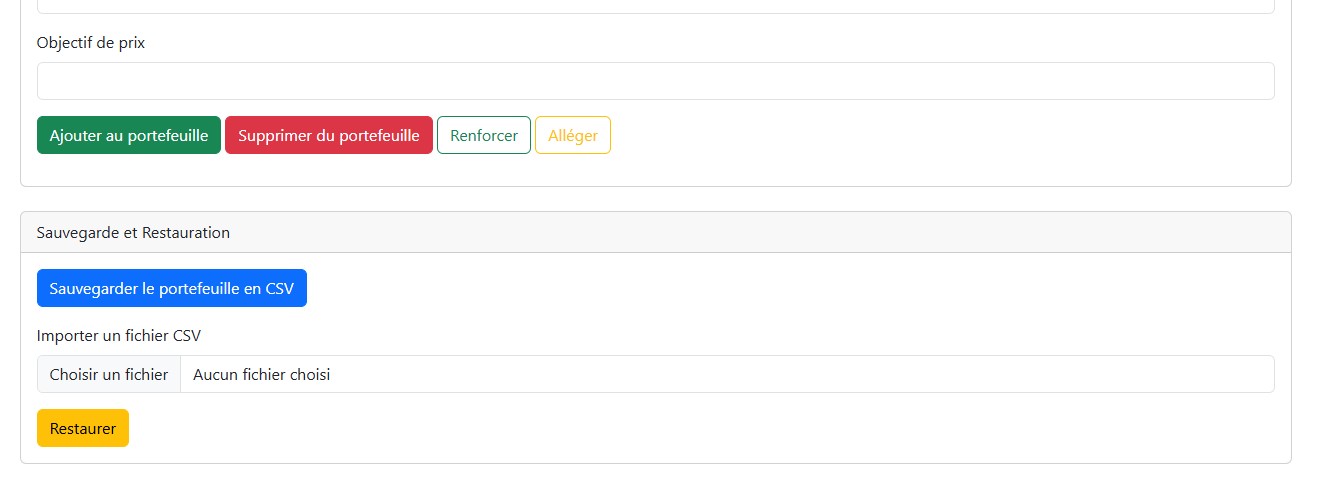 Objectif de prix
Ajouter au portefeuille Supprimer du portefeuille Renforcer Alléger
Sauvegarde et Restauration
Sauvegarder le portefeuille en CSV
Importer un fichier CSV
Choisir un fichier Aucun fichier choisi
Restaurer